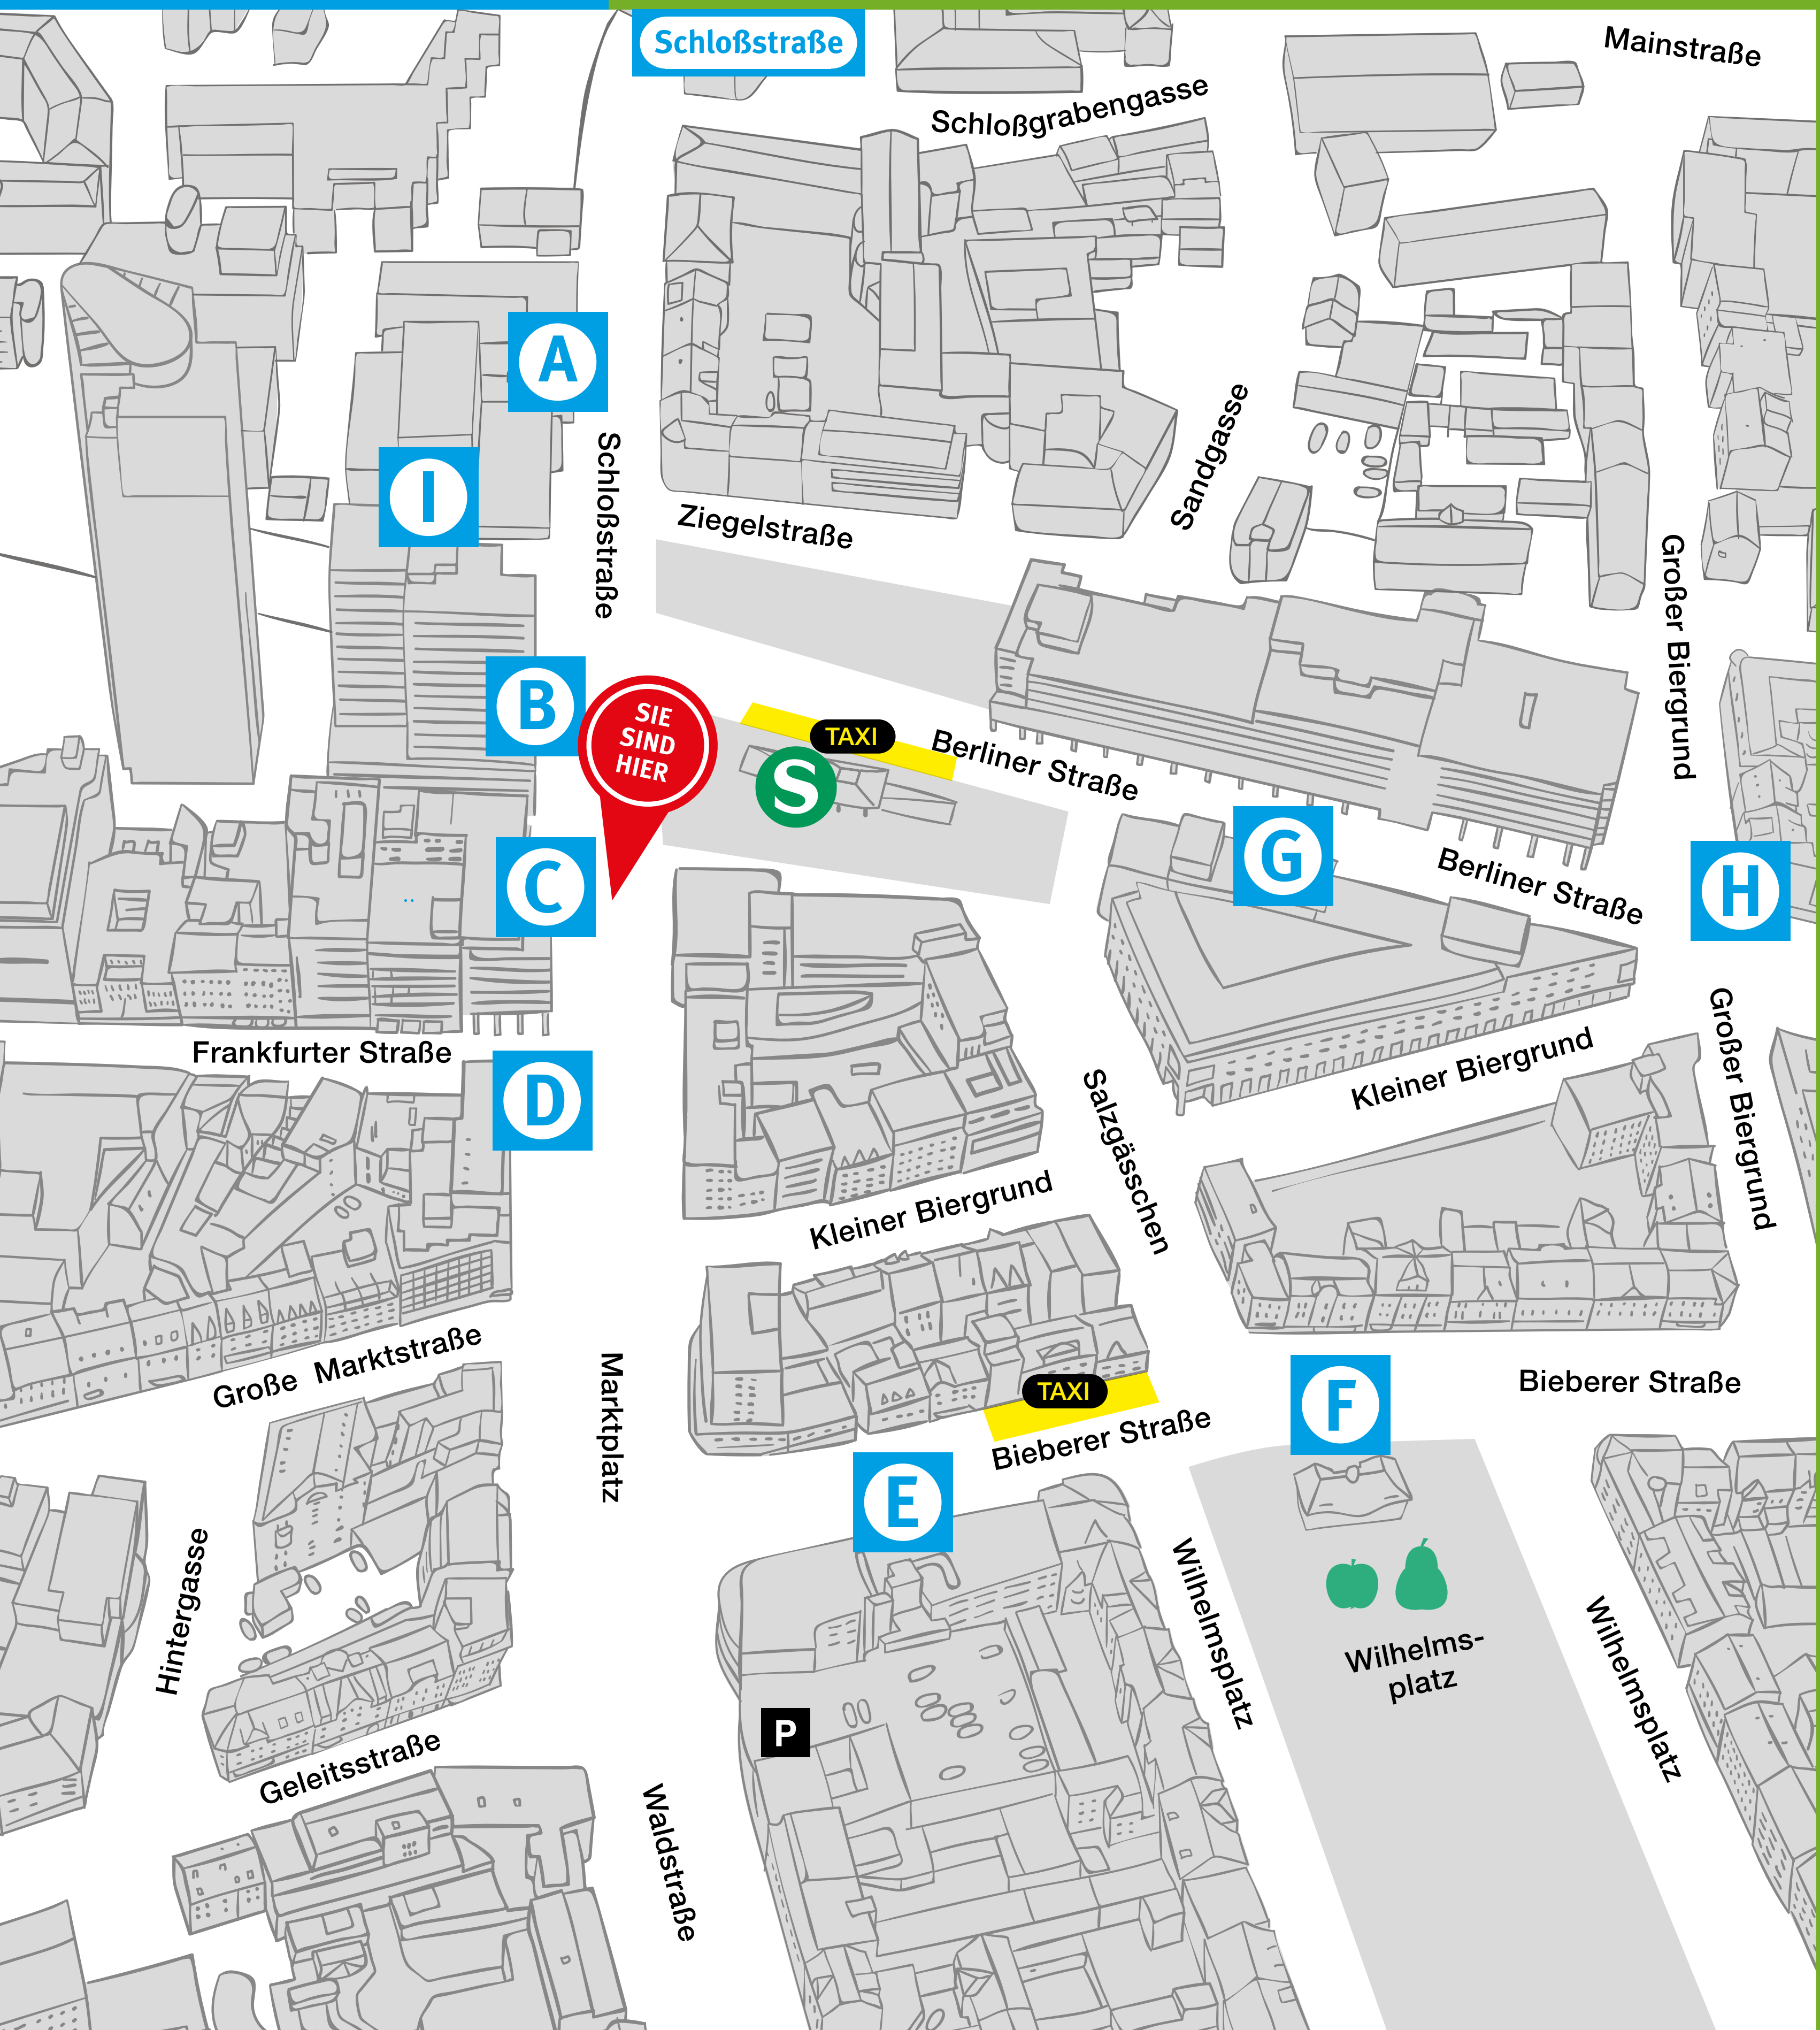 Schloßstraße
Mainstraße
Schloßgrabengasse
A
Sandgasse
Schloßstraße
I
Ziegelstraße
Großer Biergrund
B
SIE
SIND
HIER
TAXI
Berliner Straße
S
G
Berliner Straße
H
C
Frankfurter Straße
Kleiner Biergrund
Großer Biergrund
D
Salzgässchen
Kleiner Biergrund
Große Marktstraße
Marktplatz
TAXI
Bieberer Straße
F
Bieberer Straße
E
Hintergasse
Wilhelmsplatz
Wilhelms-
platz
Wilhelmsplatz
P
Geleitsstraße
Waldstraße